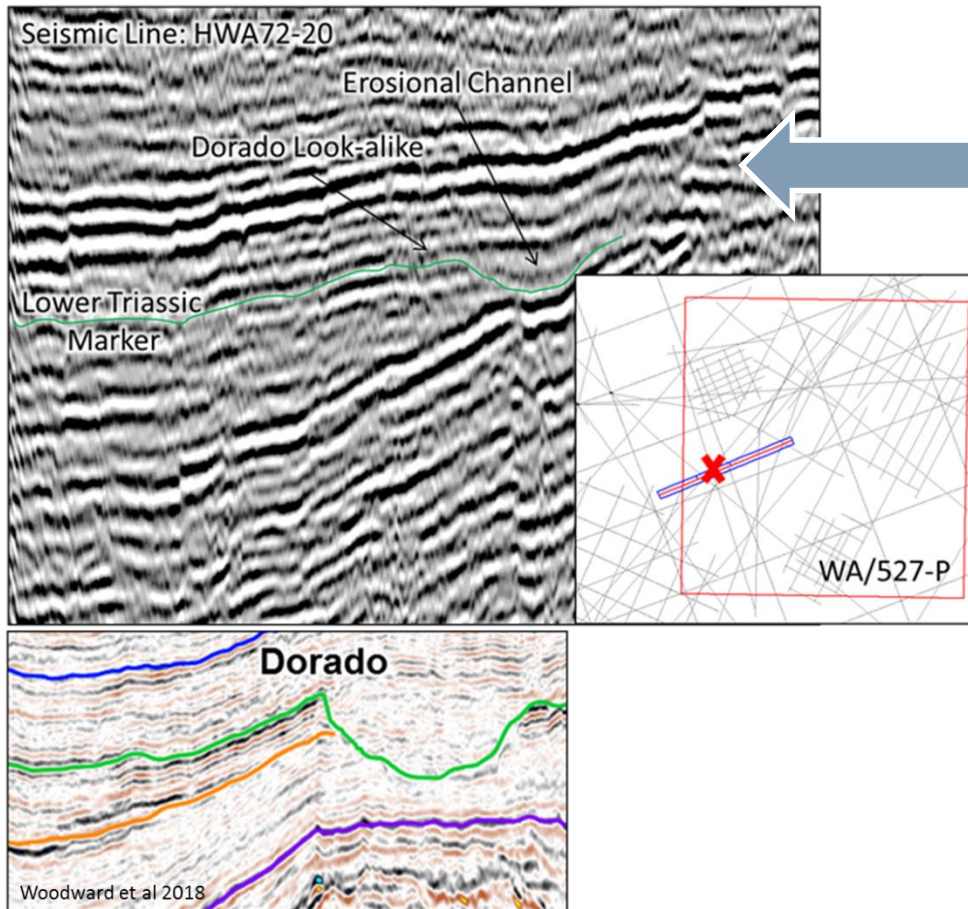 Seismic Line: HWA72-20
Erosional Channel
Dorado Look-alike
Lower Triassic
Marker
WA/527-P
Dorado
Woodward et al 2018